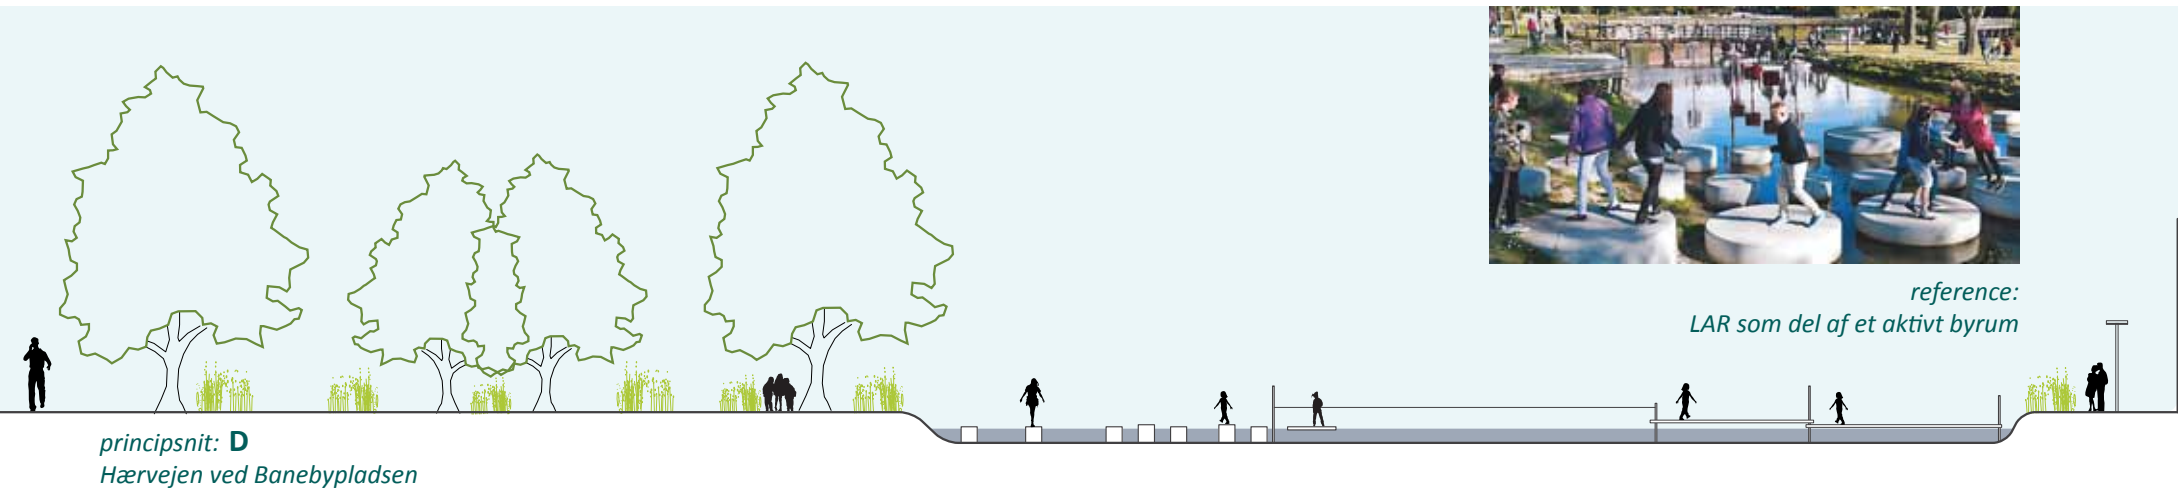 reference:
LAR som del af et aktivt byrum
principsnit: D
Hærvejen ved Banebypladsen